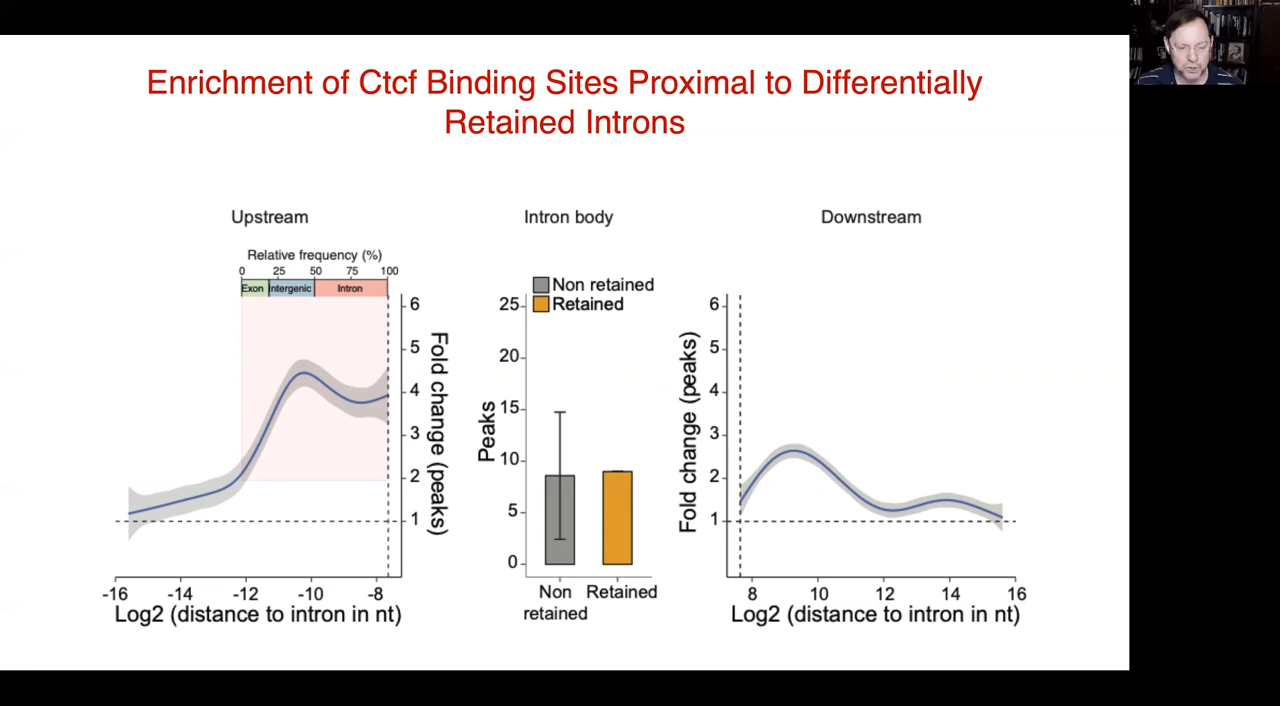 Enrichment of Ctcf Binding Sites Proximal to Differentially
Retained Introns
Upstream
Relative frequency (%)
0 25 50 75 100
Exon Intergenic Intron
6
5
4
3
2
1
Fold change (peaks)
-16 -14 -12 -10 -8
Log2 (distance to intron in nt)
Intron body
Non retained
Retained
25
20
15
10
5
0
Peaks
Non retained
Retained
Downstream
6
5
4
3
2
1
Fold change (peaks)
8 10 12 14 16
Log2 (distance to intron in nt)